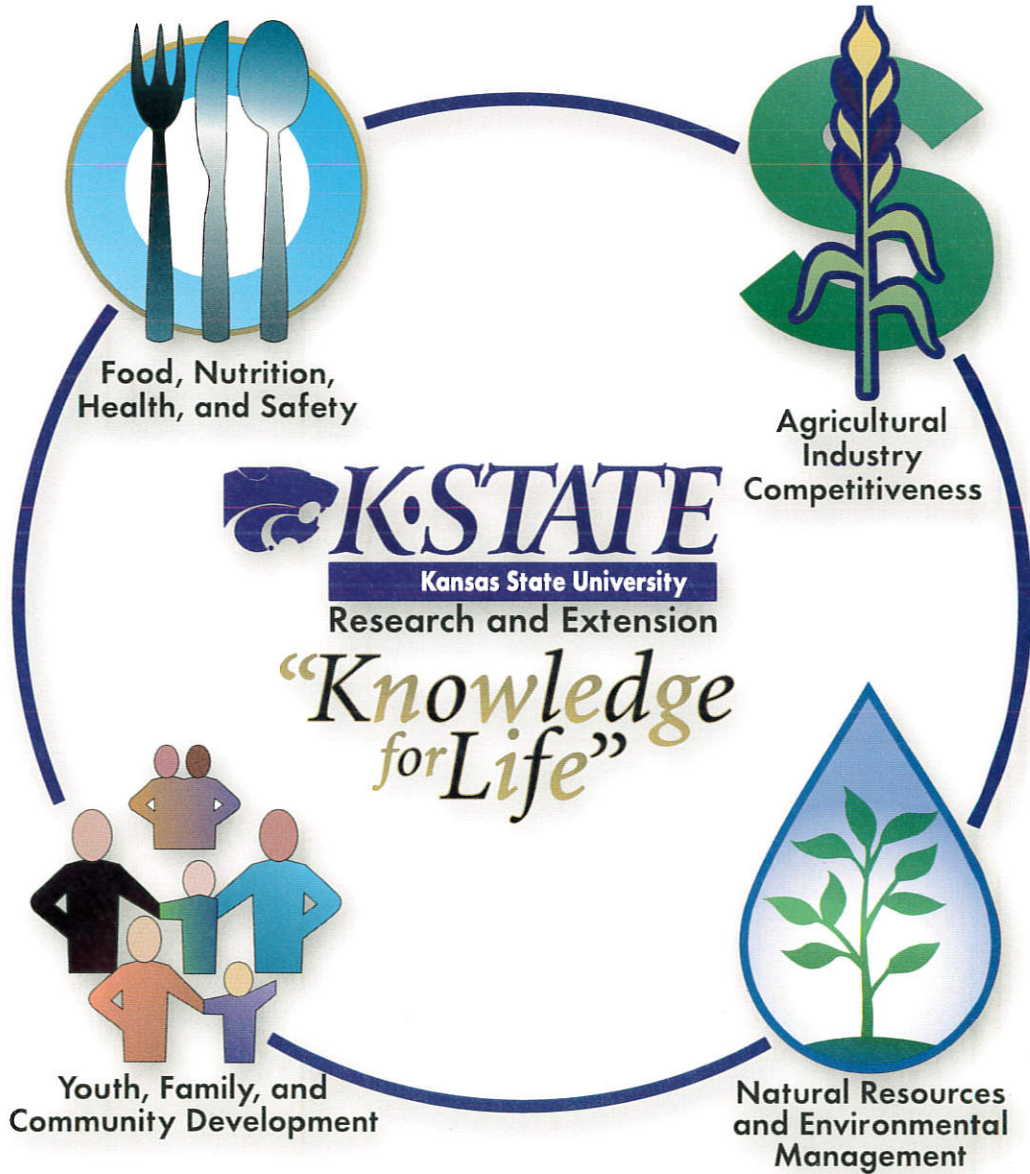 Food, Nutrition,
Health, and Safety
Agricultural
Industry
Competitiveness
K·STATE
Kansas State University
Research and Extension
“Knowledge
for Life”
Youth, Family, and
Community Development
Natural Resources
and Environmental
Management